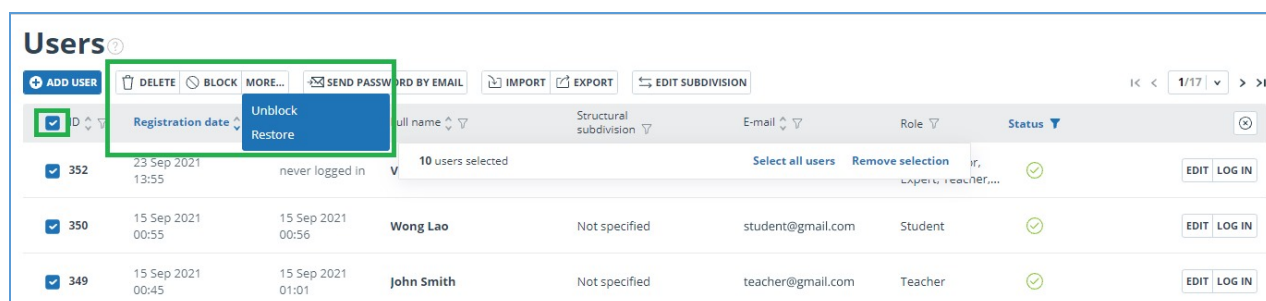 Users
ADD USER DELETE BLOCK MORE... SEND PASSWORD BY EMAIL IMPORT EXPORT EDIT SUBDIVISION 1/17
Unblock
Restore
ID Registration date ull name Structural subdivision E-mail Role Status
10 users selected Select all users Remove selection
352 23 Sep 2021 13:55 never logged in V Expert, Teacher,... EDIT LOG IN
350 15 Sep 2021 00:55 15 Sep 2021 00:56 Wong Lao Not specified student@gmail.com Student EDIT LOG IN
349 15 Sep 2021 00:45 15 Sep 2021 01:01 John Smith Not specified teacher@gmail.com Teacher EDIT LOG IN